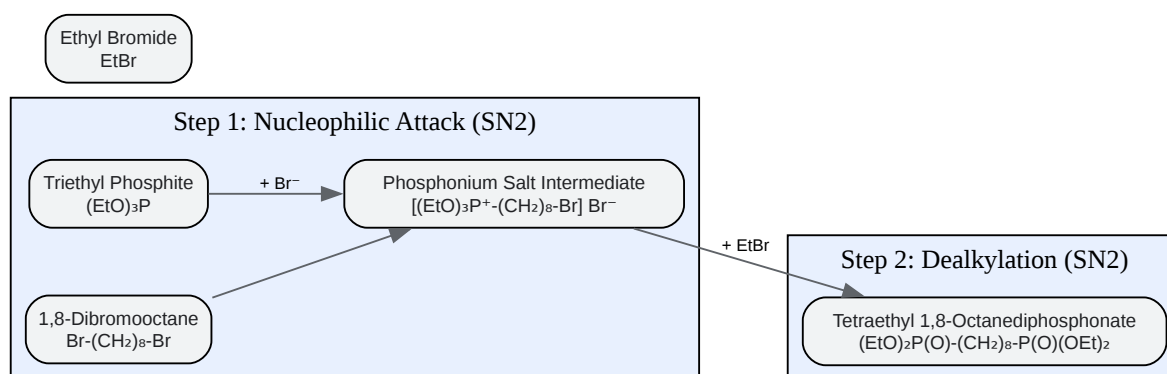 Ethyl Bromide
EtBr
Step 1: Nucleophilic Attack (SN2)
Triethyl Phosphite
(EtO)₃P
+ Br⁻
Phosphonium Salt Intermediate
[(EtO)₃P⁺-(CH₂)₈-Br] Br⁻
1,8-Dibromooctane
Br-(CH₂)₈-Br
+ EtBr
Step 2: Dealkylation (SN2)
Tetraethyl 1,8-Octanediphosphonate
(EtO)₂P(O)-(CH₂)₈-P(O)(OEt)₂